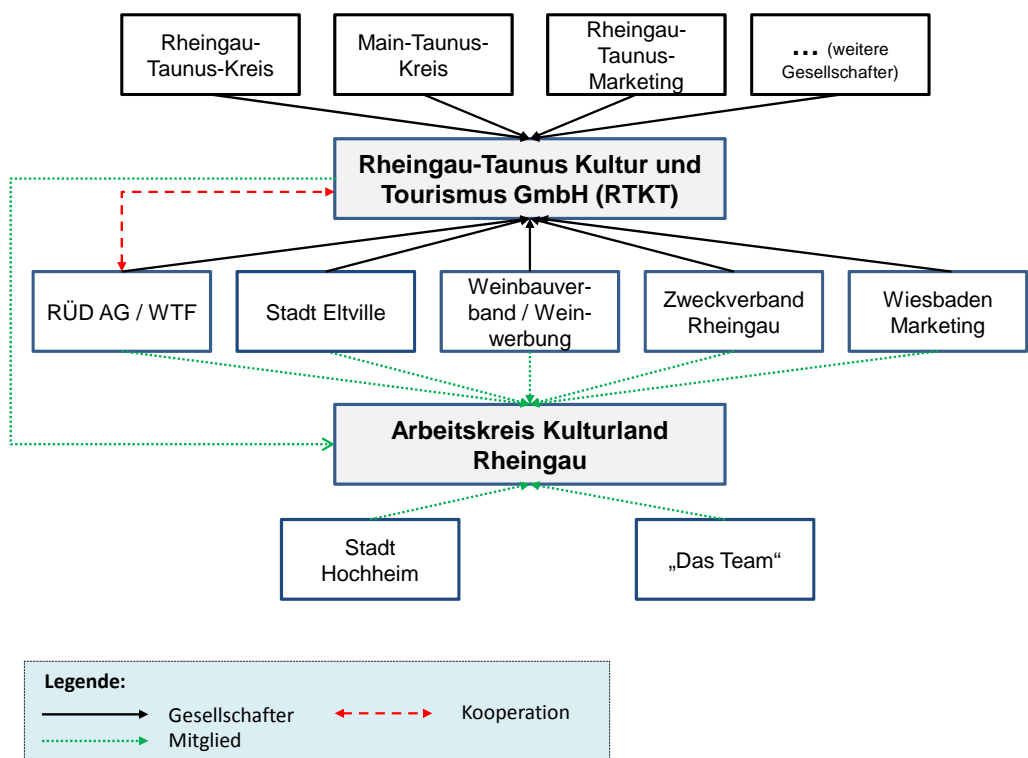 Rheingau-
Taunus-Kreis
Main-Taunus-
Kreis
Rheingau-
Taunus-
Marketing
... (weitere
Gesellschafter)
Rheingau-Taunus Kultur und
Tourismus GmbH (RTKT)
RÜD AG / WTF
Stadt Eltville
Weinbauver-
band / Wein-
werbung
Zweckverband
Rheingau
Wiesbaden
Marketing
Arbeitskreis Kulturland
Rheingau
Stadt
Hochheim
„Das Team“
Legende:
Gesellschafter
Kooperation
Mitglied